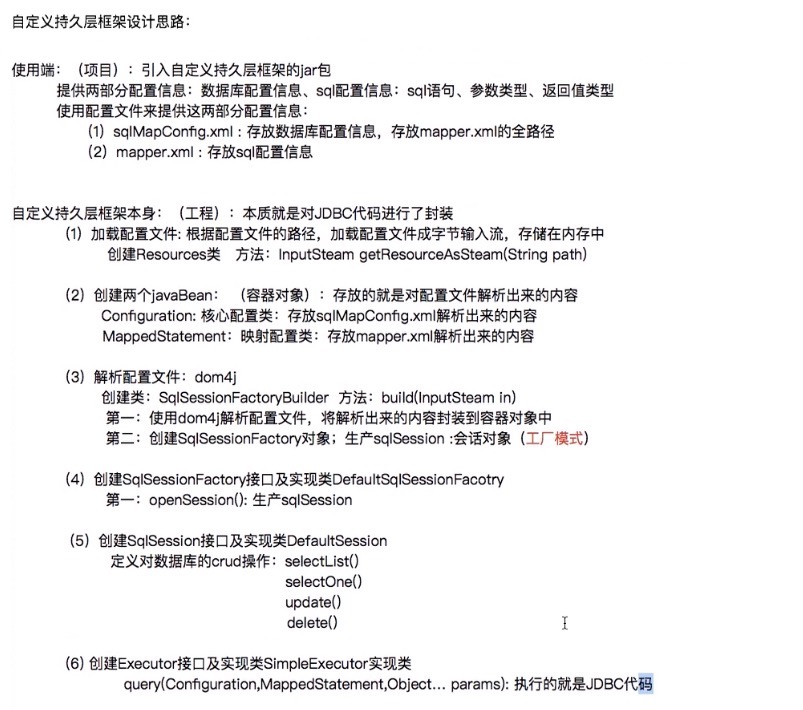 自定义持久层框架设计思路：
使用端：（项目）：引入自定义持久层框架的jar包
提供两部分配置信息：数据库配置信息、sql配置信息：sql语句、参数类型、返回值类型
使用配置文件来提供这两部分配置信息：
（1）sqlMapConfig.xml：存放数据库配置信息，存放mapper.xml的全路径
（2）mapper.xml：存放sql配置信息
自定义持久层框架本身：（工程）：本质就是对JDBC代码进行了封装
（1）加载配置文件: 根据配置文件的路径，加载配置文件成字节输入流，存储在内存中
创建Resources类 方法：InputSteam getResourceAsSteam(String path)
（2）创建两个javaBean：（容器对象）：存放的就是对配置文件解析出来的内容
Configuration: 核心配置类：存放sqlMapConfig.xml解析出来的内容
MappedStatement：映射配置类：存放mapper.xml解析出来的内容
（3）解析配置文件：dom4j
创建类：SqlSessionFactoryBuilder 方法：build(InputSteam in)
第一：使用dom4j解析配置文件，将解析出来的内容封装到容器对象中
第二：创建SqlSessionFactory对象；生产sqlSession :会话对象（工厂模式）
（4）创建SqlSessionFactory接口及实现类DefaultSqlSessionFacotry
第一：openSession(): 生产sqlSession
（5）创建SqlSession接口及实现类DefaultSession
定义对数据库的crud操作：selectList()
selectOne()
update()
delete()
（6) 创建Executor接口及实现类SimpleExecutor实现类
query(Configuration,MappedStatement,Object... params): 执行的就是JDBC代码